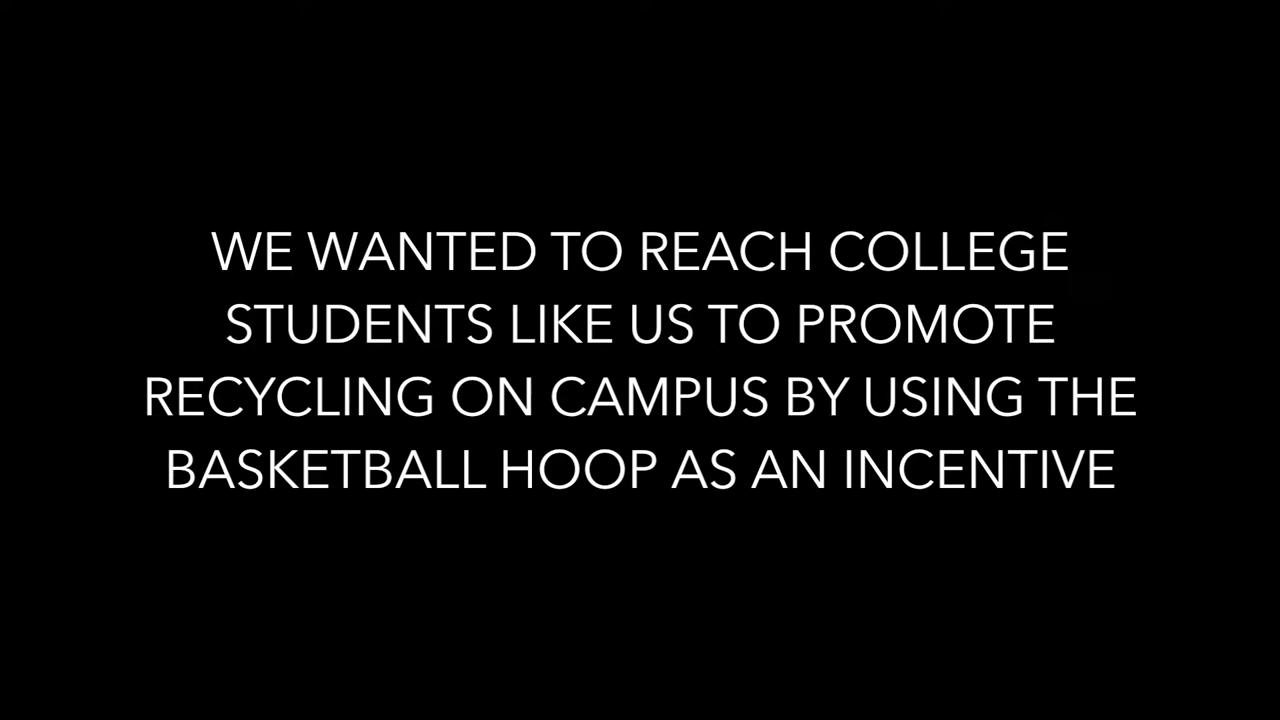 WE WANTED TO REACH COLLEGE
STUDENTS LIKE US TO PROMOTE
RECYCLING ON CAMPUS BY USING THE
BASKETBALL HOOP AS AN INCENTIVE